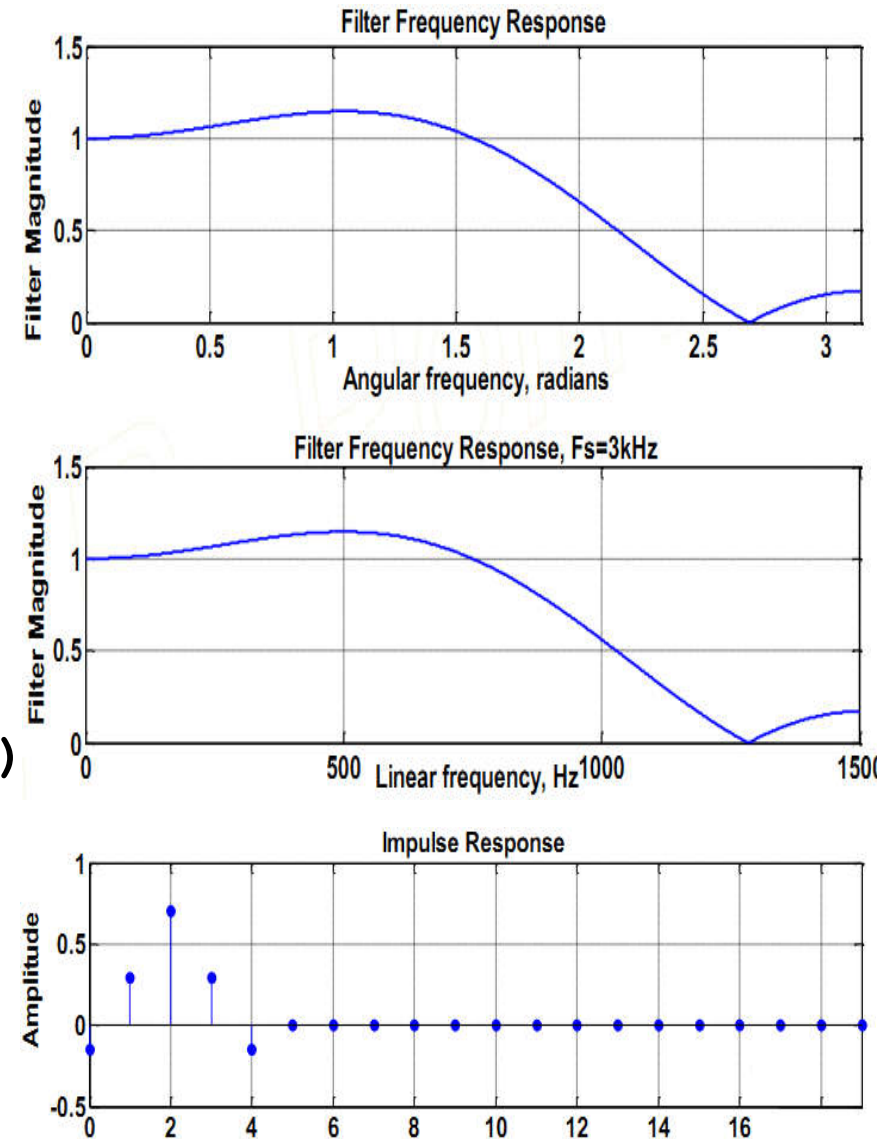 Filter Frequency Response
1.5
1
0.5
0
Filter Magnitude
0 0.5 1 1.5 2 2.5 3
Angular frequency, radians
Filter Frequency Response, Fs=3kHz
1.5
1
0.5
0
Filter Magnitude
)
0 500 1000 1500
Linear frequency, Hz
Impulse Response
1
0.5
0
-0.5
Amplitude
0 2 4 6 8 10 12 14 16